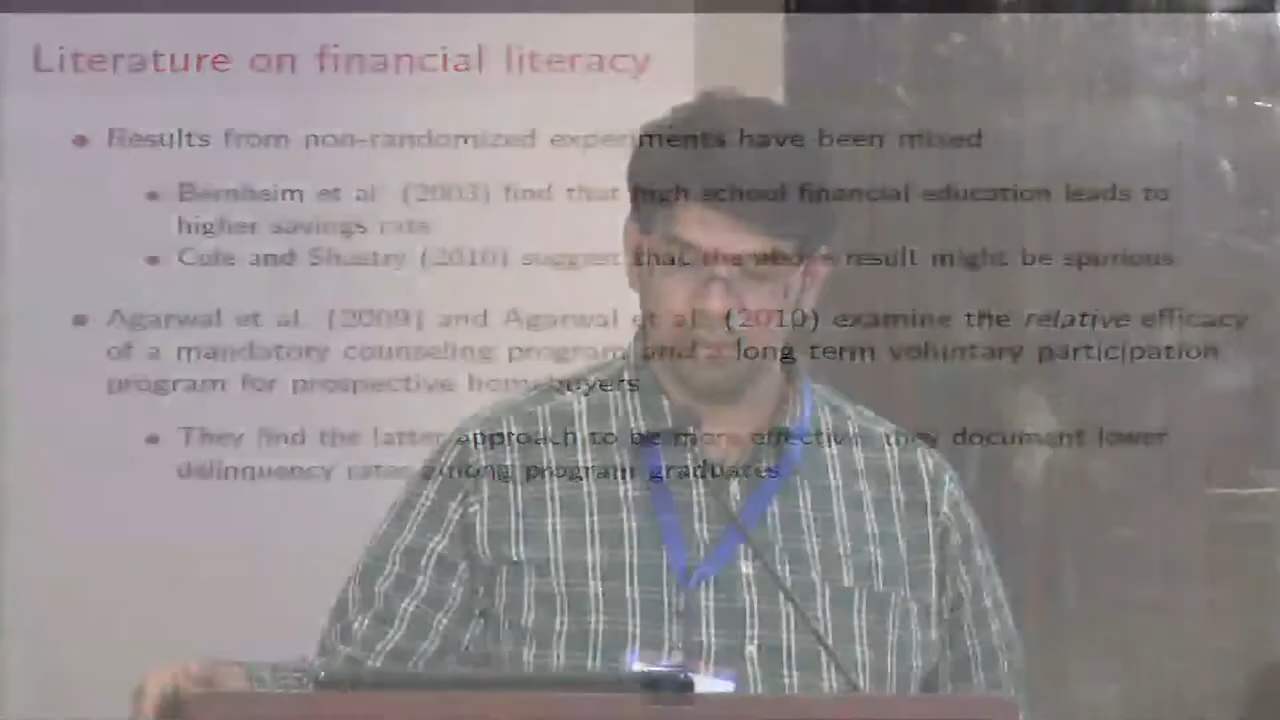 Literature on financial literacy
Results from non-randomized experiments have been mixed
Bernheim et al. (2003) find that high school financial education leads to
higher savings rate
Cole and Shastry (2010) suggest that the above result might be spurious
Agarwal et al. (2009) and Agarwal et al. (2010) examine the relative efficacy
of a mandatory counseling program and a long term voluntary participation
program for prospective homebuyers
They find the latter approach to be more effective: they document lower
delinquency rates among program graduates